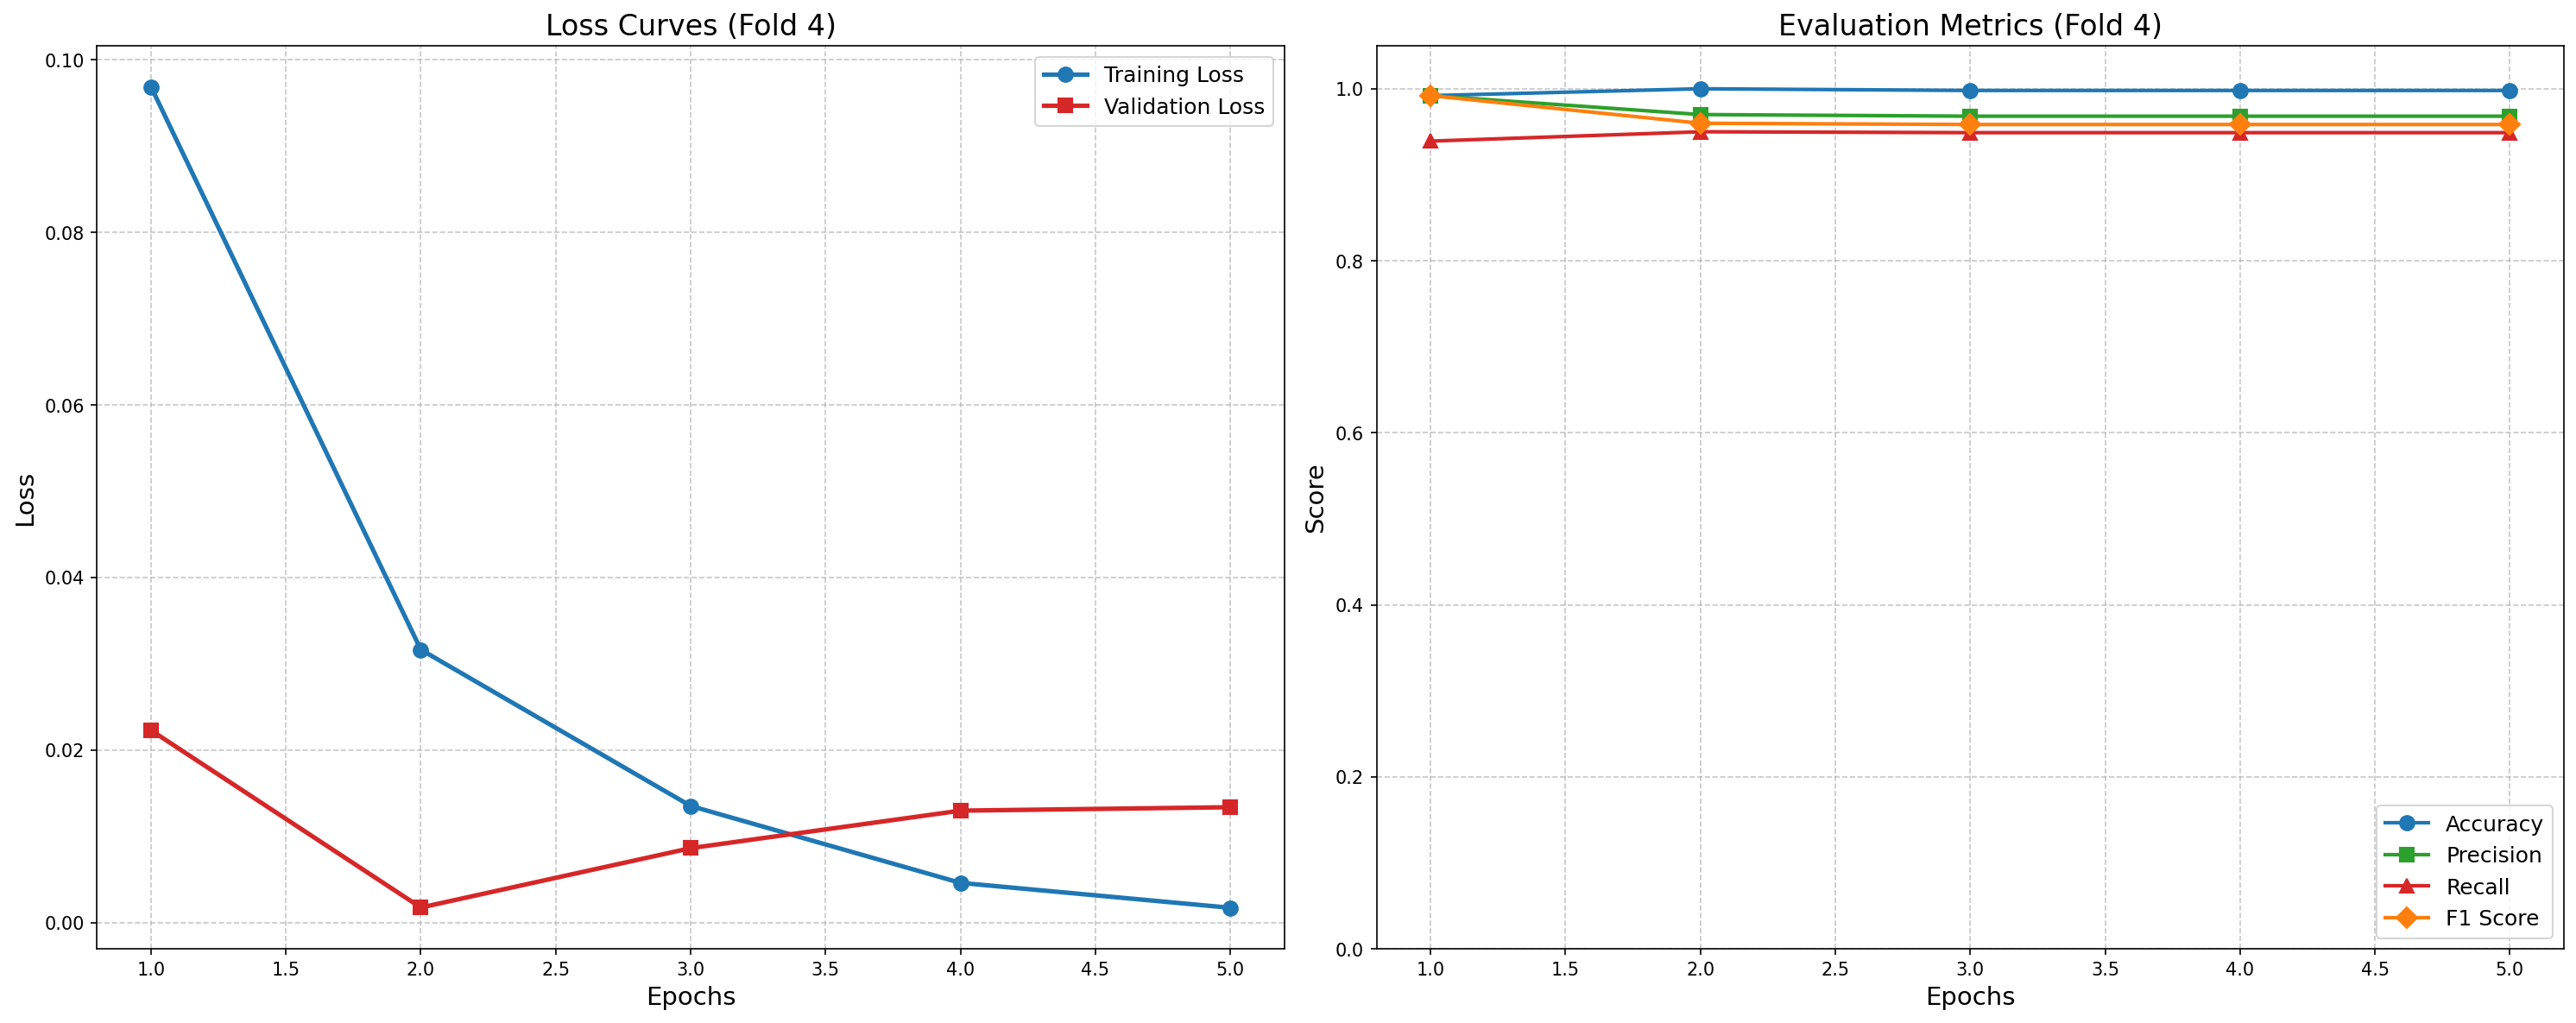 Loss Curves (Fold 4)
0.10
0.08
0.06
0.04
0.02
0.00
Loss
Training Loss
Validation Loss
1.0 1.5 2.0 2.5 3.0 3.5 4.0 4.5 5.0
Epochs
Evaluation Metrics (Fold 4)
1.0
0.8
0.6
0.4
0.2
0.0
Score
Accuracy
Precision
Recall
F1 Score
1.0 1.5 2.0 2.5 3.0 3.5 4.0 4.5 5.0
Epochs